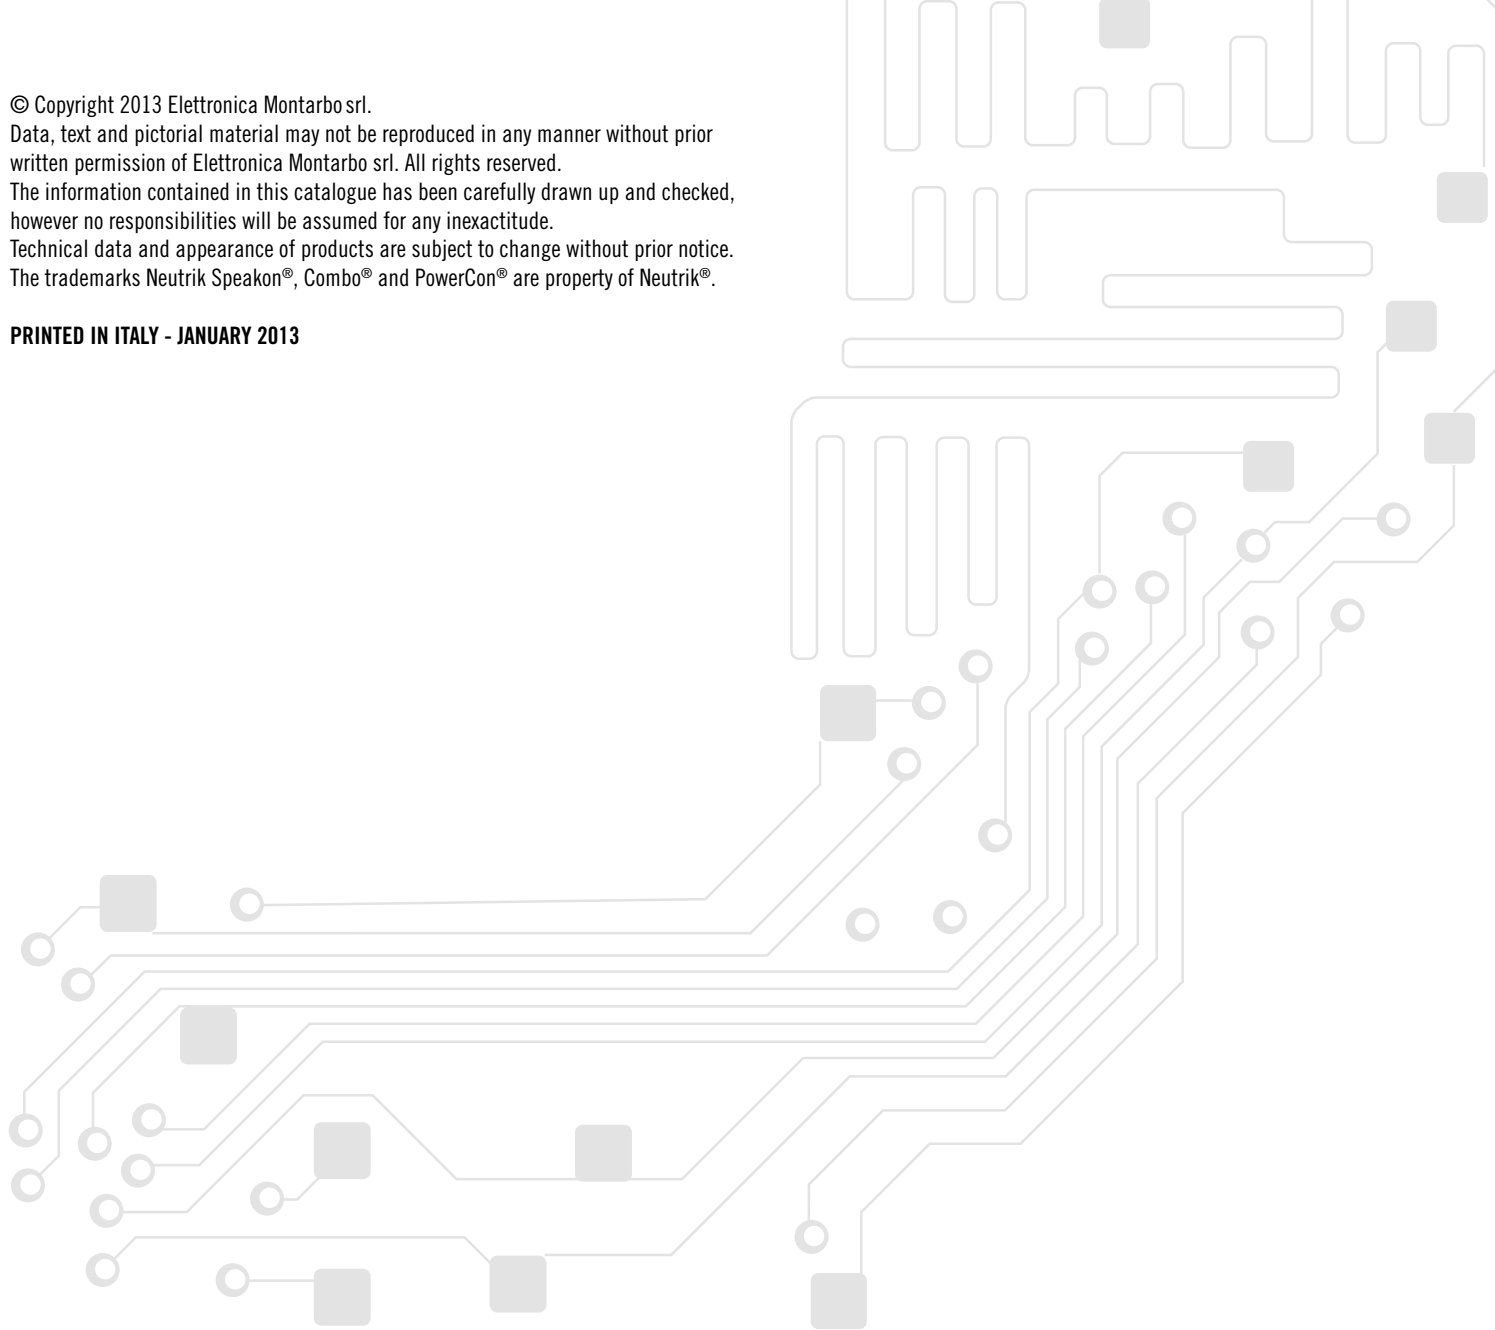 © Copyright 2013 Elettronica Montarbo srl.
Data, text and pictorial material may not be reproduced in any manner without prior
written permission of Elettronica Montarbo srl. All rights reserved.
The information contained in this catalogue has been carefully drawn up and checked,
however no responsibilities will be assumed for any inexactitude.
Technical data and appearance of products are subject to change without prior notice.
The trademarks Neutrik Speakon®, Combo® and PowerCon® are property of Neutrik®.
PRINTED IN ITALY - JANUARY 2013